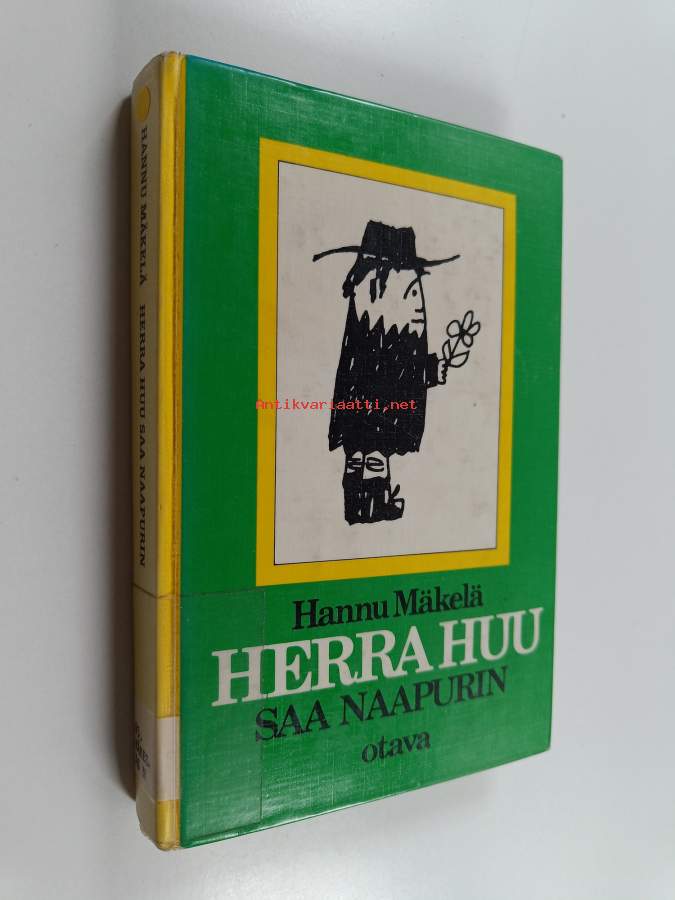 HANNU MÄKELÄ HERRA HUU SAA NAAPURIN
Antikvariaatti.net
Hannu Mäkelä
HERRA HUU
SAA NAAPURIN
otava